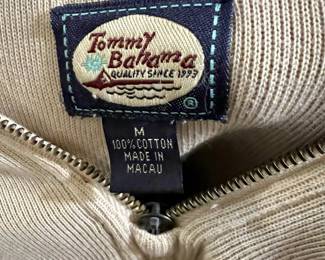 Tommy
Bahama
QUALITY SINCE 1993
®
M
100% COTTON
MADE IN
MACAU